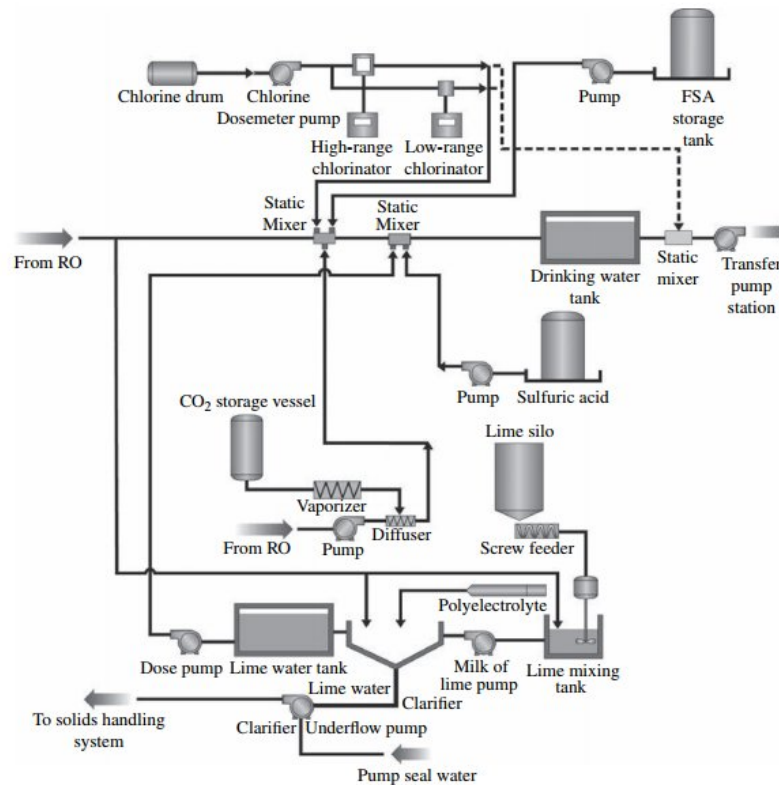 Chlorine drum
Chlorine
Dosemeter pump
High-range
chlorinator
Low-range
chlorinator
Pump
FSA
storage
tank
Static
Mixer
Static
Mixer
From RO
Drinking water
tank
Static
mixer
Transfer
pump
station
Pump
Sulfuric acid
CO₂ storage vessel
Lime silo
Vaporizer
From RO
Pump
Diffuser
Screw feeder
Polyelectrolyte
Dose pump
Lime water tank
Milk of
lime pump
Lime mixing
tank
Lime water
Clarifier
To solids handling
system
Clarifier
Underflow pump
Pump seal water